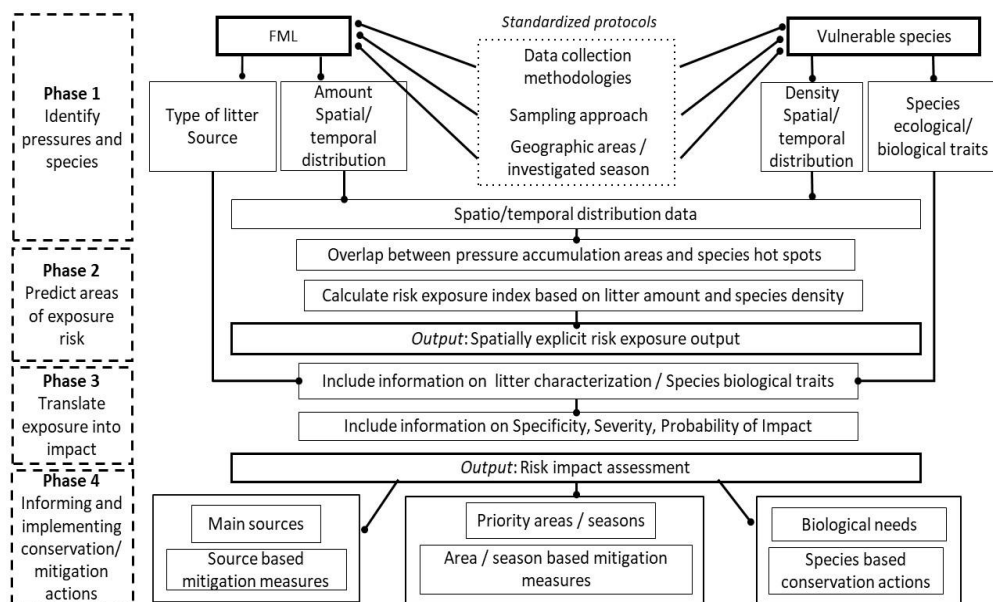 Phase 1
Identify
pressures and
species
Phase 2
Predict areas
of exposure
risk
Phase 3
Translate
exposure into
impact
Phase 4
Informing and
implementing
conservation/
mitigation
actions
FML
Standardized protocols
Vulnerable species
Data collection
methodologies
Sampling approach
Geographic areas /
investigated season
Type of litter
Source
Amount
Spatial/
temporal
distribution
Density
Spatial/
temporal
distribution
Species
ecological/
biological traits
Spatio/temporal distribution data
Overlap between pressure accumulation areas and species hot spots
Calculate risk exposure index based on litter amount and species density
Output: Spatially explicit risk exposure output
Include information on litter characterization / Species biological traits
Include information on Specificity, Severity, Probability of Impact
Output: Risk impact assessment
Main sources
Source based
mitigation measures
Priority areas / seasons
Area / season based mitigation
measures
Biological needs
Species based
conservation actions